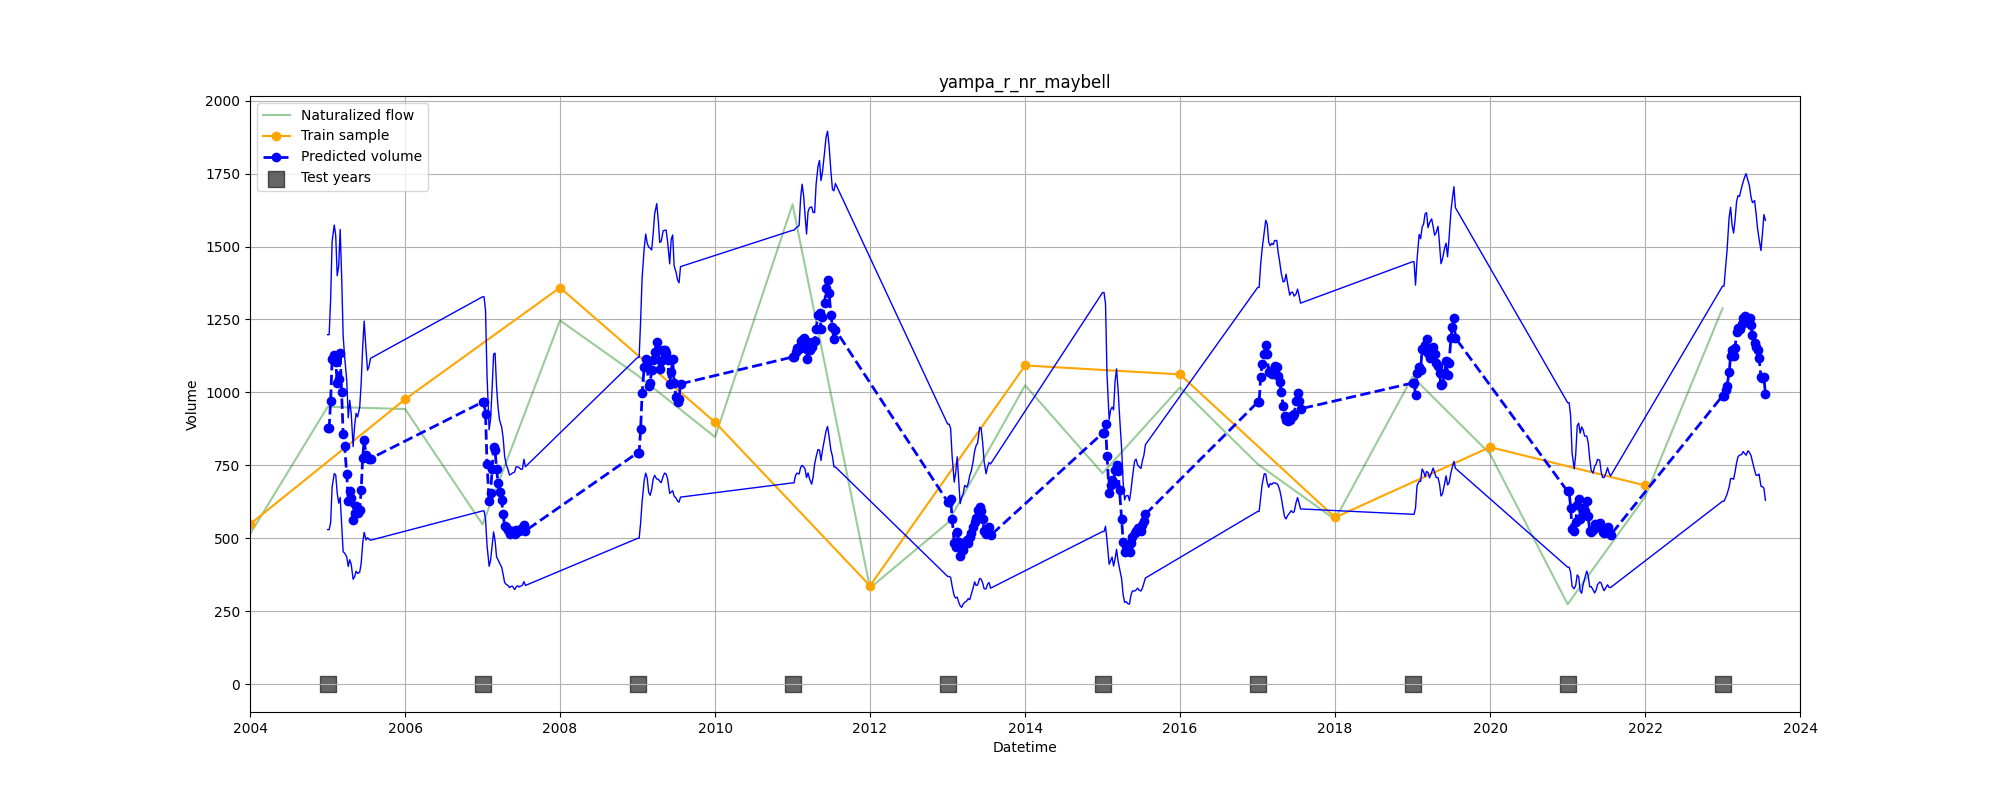 yampa_r_nr_maybell
2000
1750
1500
1250
1000
750
500
250
0
Volume
Naturalized flow
Train sample
Predicted volume
Test years
2004 2006 2008 2010 2012 2014 2016 2018 2020 2022 2024
Datetime